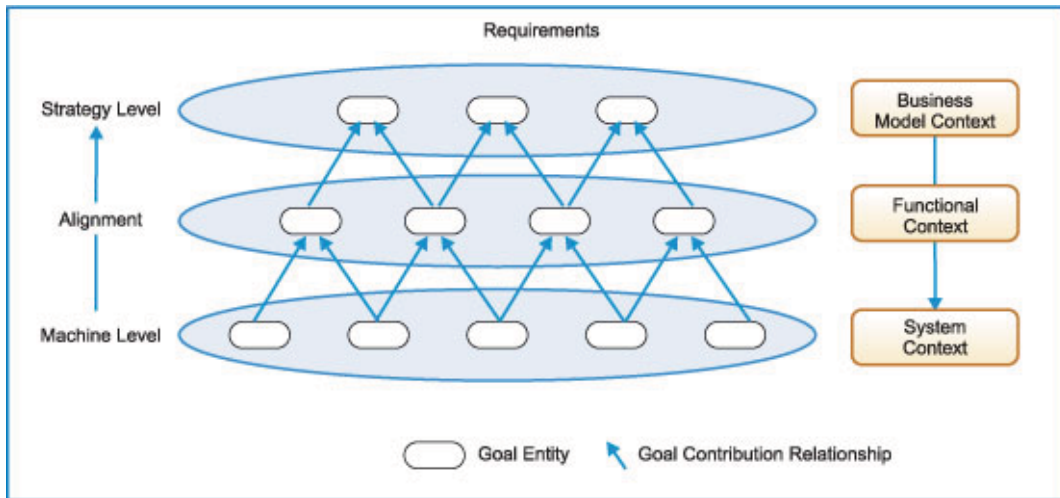 Requirements
Strategy Level
Business
Model Context
Alignment
Functional
Context
Machine Level
System
Context
Goal Entity
Goal Contribution Relationship